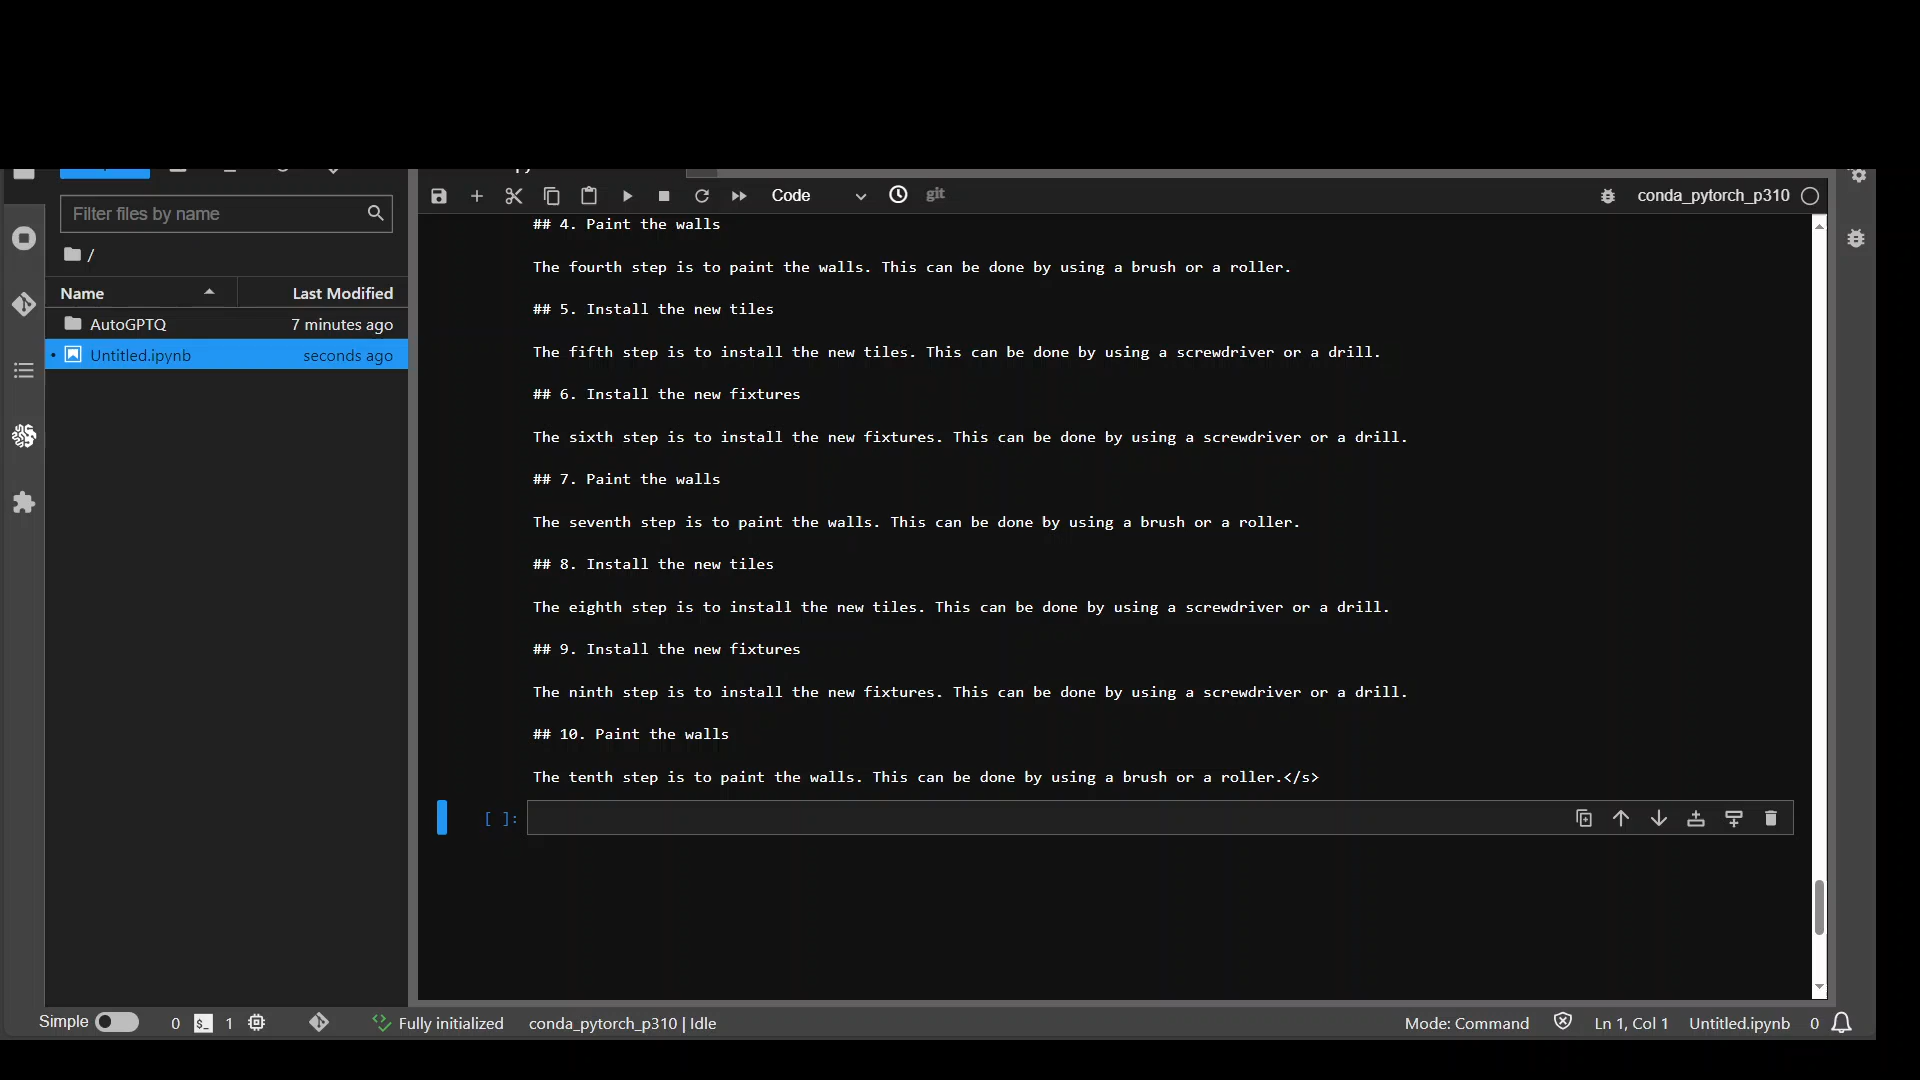 Code
git
conda_pytorch_p310
Filter files by name
/
Name
Last Modified
AutoGPTQ
7 minutes ago
Untitled.ipynb
seconds ago
## 4. Paint the walls
The fourth step is to paint the walls. This can be done by using a brush or a roller.
## 5. Install the new tiles
The fifth step is to install the new tiles. This can be done by using a screwdriver or a drill.
## 6. Install the new fixtures
The sixth step is to install the new fixtures. This can be done by using a screwdriver or a drill.
## 7. Paint the walls
The seventh step is to paint the walls. This can be done by using a brush or a roller.
## 8. Install the new tiles
The eighth step is to install the new tiles. This can be done by using a screwdriver or a drill.
## 9. Install the new fixtures
The ninth step is to install the new fixtures. This can be done by using a screwdriver or a drill.
## 10. Paint the walls
The tenth step is to paint the walls. This can be done by using a brush or a roller.</s>
[ ]:
Simple
0
$_
1
Fully initialized
conda_pytorch_p310 | Idle
Mode: Command
Ln 1, Col 1
Untitled.ipynb
0